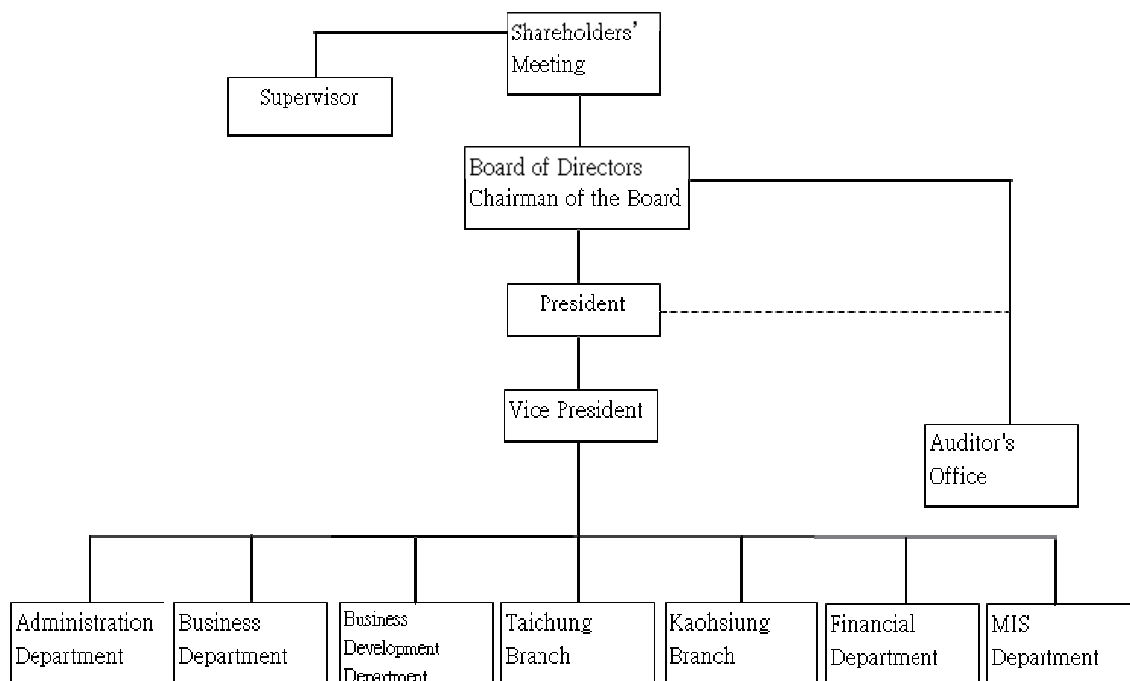 Shareholders’
Meeting
Supervisor
Board of Directors
Chairman of the Board
President
Vice President
Auditor's
Office
Administration
Department
Business
Department
Business
Development
Department
Taichung
Branch
Kaohsiung
Branch
Financial
Department
MIS
Department